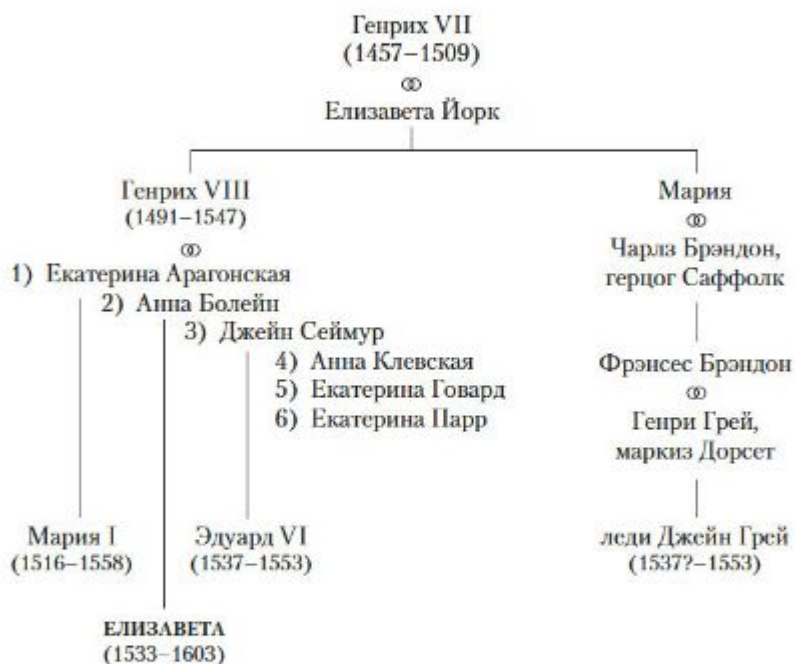 Генрих VII
(1457–1509)
Елизавета Йорк
Генрих VIII
(1491–1547)
1) Екатерина Арагонская
2) Анна Болейн
3) Джейн Сеймур
4) Анна Клевская
5) Екатерина Говард
6) Екатерина Парр
Мария
Чарлз Брэндон,
герцог Саффолк
Фрэнсес Брэндон
Генри Грей,
маркиз Дорсет
Мария I
(1516–1558)
Эдуард VI
(1537–1553)
леди Джейн Грей
(1537?–1553)
ЕЛИЗАВЕТА
(1533–1603)